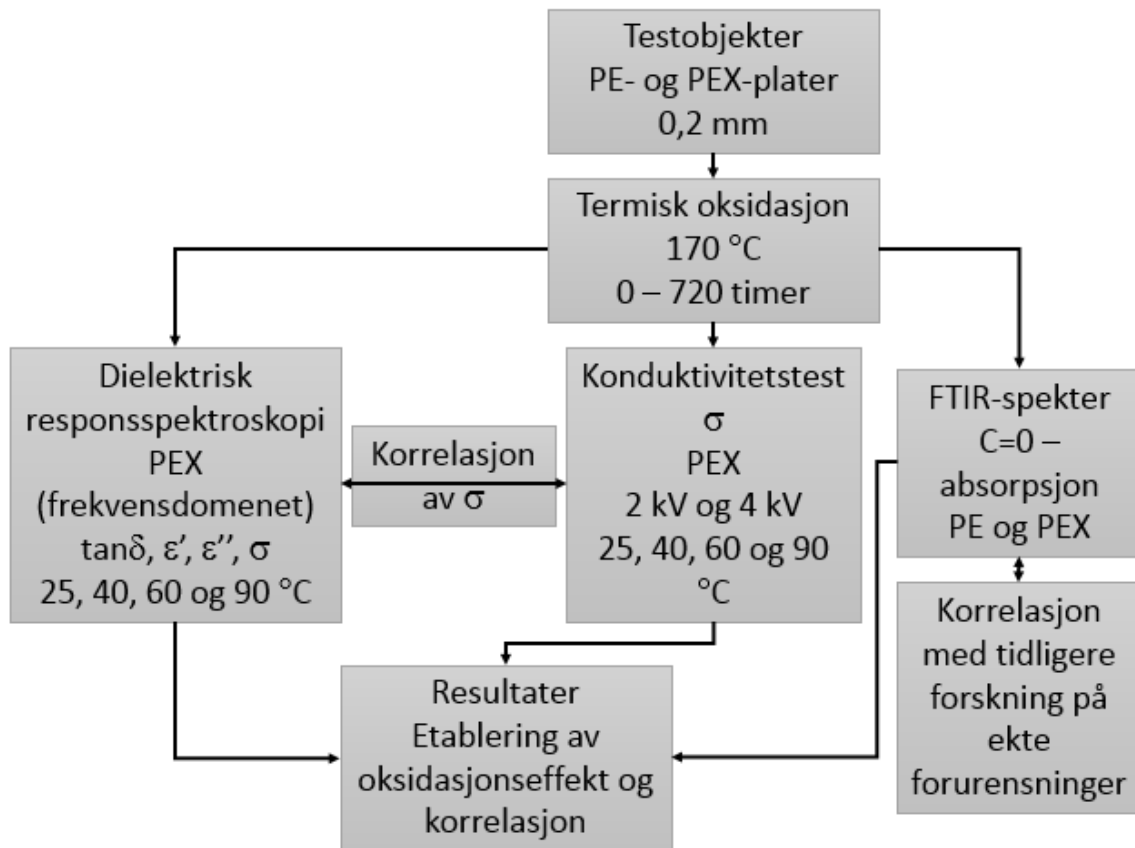 Testobjekter
PE- og PEX-plater
0,2 mm
Termisk oksidasjon
170 °C
0 – 720 timer
Dielektrisk
responsspektroskopi
PEX
(frekvensdomenet)
tanδ, ε', ε'', σ
25, 40, 60 og 90 °C
Korrelasjon
av σ
Konduktivitetstest
σ
PEX
2 kV og 4 kV
25, 40, 60 og 90
°C
FTIR-spekter
C=0 –
absorpsjon
PE og PEX
Korrelasjon
med tidligere
forskning på
ekte
forurensninger
Resultater
Etablering av
oksidasjonseffekt og
korrelasjon